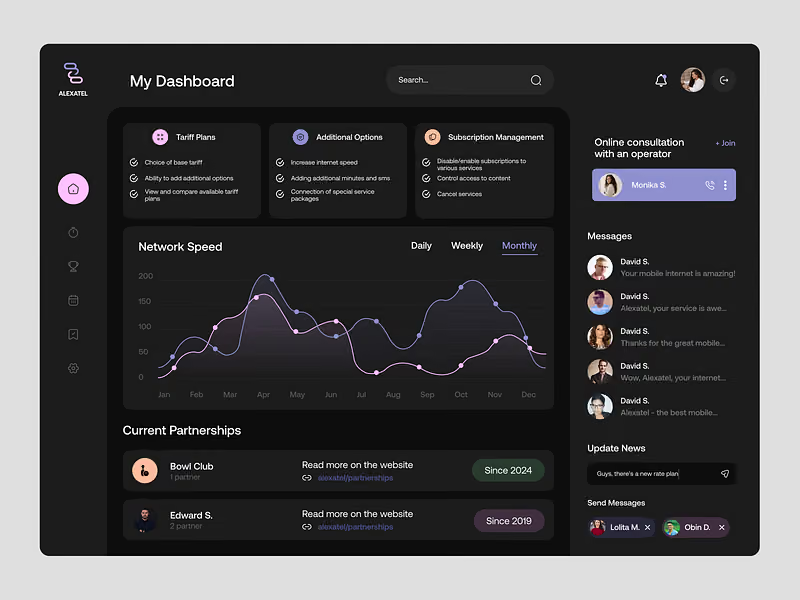 ALEXATEL
My Dashboard
Search...
Tariff Plans
Choice of base tariff
Ability to add additional options
View and compare available tariff
plans
Additional Options
Increase internet speed
Adding additional minutes and sms
Connection of special service
packages
Subscription Management
Disable/enable subscriptions to
various services
Control access to content
Cancel services
Network Speed
Daily Weekly Monthly
200
150
100
50
0
Jan Feb Mar Apr May Jun Jul Aug Sep Oct Nov Dec
Current Partnerships
Bowl Club
1 partner
Read more on the website
alexatel/partnerships
Since 2024
Edward S.
2 partner
Read more on the website
alexatel/partnerships
Since 2019
Online consultation
with an operator
+ Join
Monika S.
Messages
David S.
Your mobile internet is amazing!
David S.
Alexatel, your service is awe...
David S.
Thanks for the great mobile...
David S.
Wow, Alexatel, your internet...
David S.
Alexatel - the best mobile...
Update News
Guys, there's a new rate plan
Send Messages
Lolita M.
Obin D.